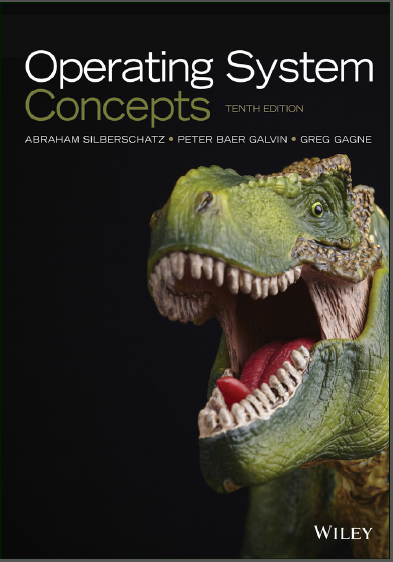 Operating System
Concepts TENTH EDITION
ABRAHAM SILBERSCHATZ • PETER BAER GALVIN • GREG GAGNE
WILEY